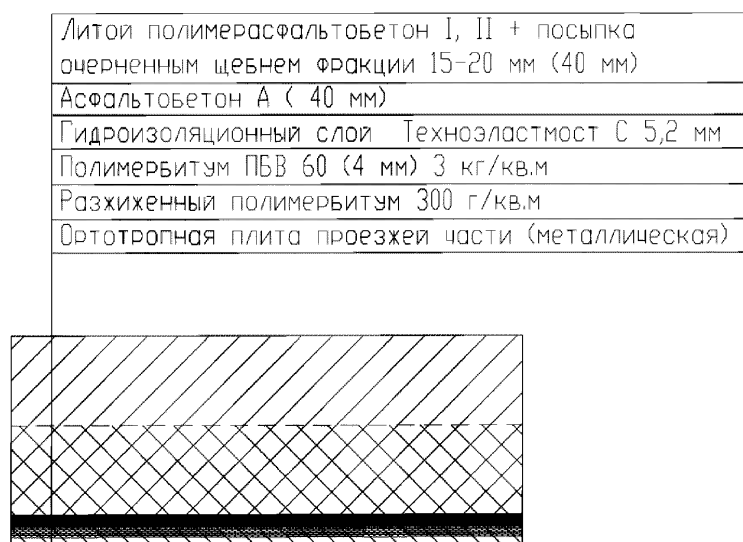 Литой полимерасфальтобетон I, II + посыпка
очерненным щебнем фракции 15-20 мм (40 мм)
Асфальтобетон А ( 40 мм)
Гидроизоляционный слой Техноэластмост С 5,2 мм
Полимербитум ПБВ 60 (4 мм) 3 кг/кв.м
Разжиженный полимербитум 300 г/кв.м
Ортотропная плита проезжей части (металлическая)